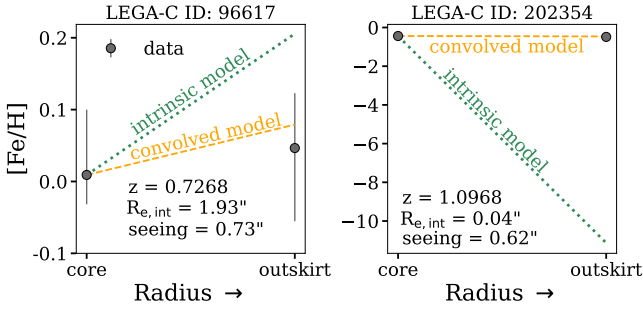 LEGA-C ID: 96617
0.2
0.1
0.0
-0.1
[Fe/H]
data
intrinsic model
convolved model
z = 0.7268
R_{e,int} = 1.93"
seeing = 0.73"
core
outskirt
Radius →
LEGA-C ID: 202354
0
−2
−4
−6
−8
−10
convolved model
intrinsic model
z = 1.0968
R_{e,int} = 0.04"
seeing = 0.62"
core
outskirt
Radius →